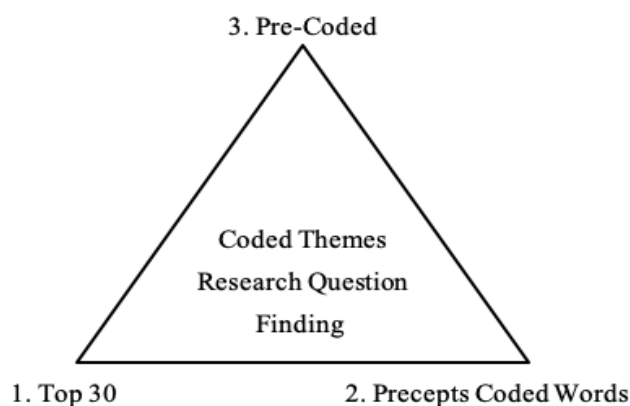 3. Pre-Coded
Coded Themes
Research Question
Finding
1. Top 30
2. Precepts Coded Words